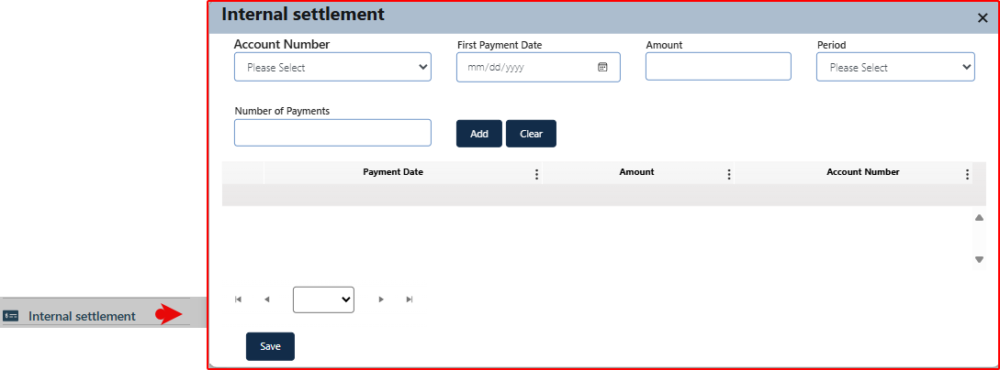 Internal settlement
Account Number
First Payment Date
Amount
Period
Please Select
mm/dd/yyyy
Please Select
Number of Payments
Add
Clear
Payment Date
Amount
Account Number
Internal settlement
Save